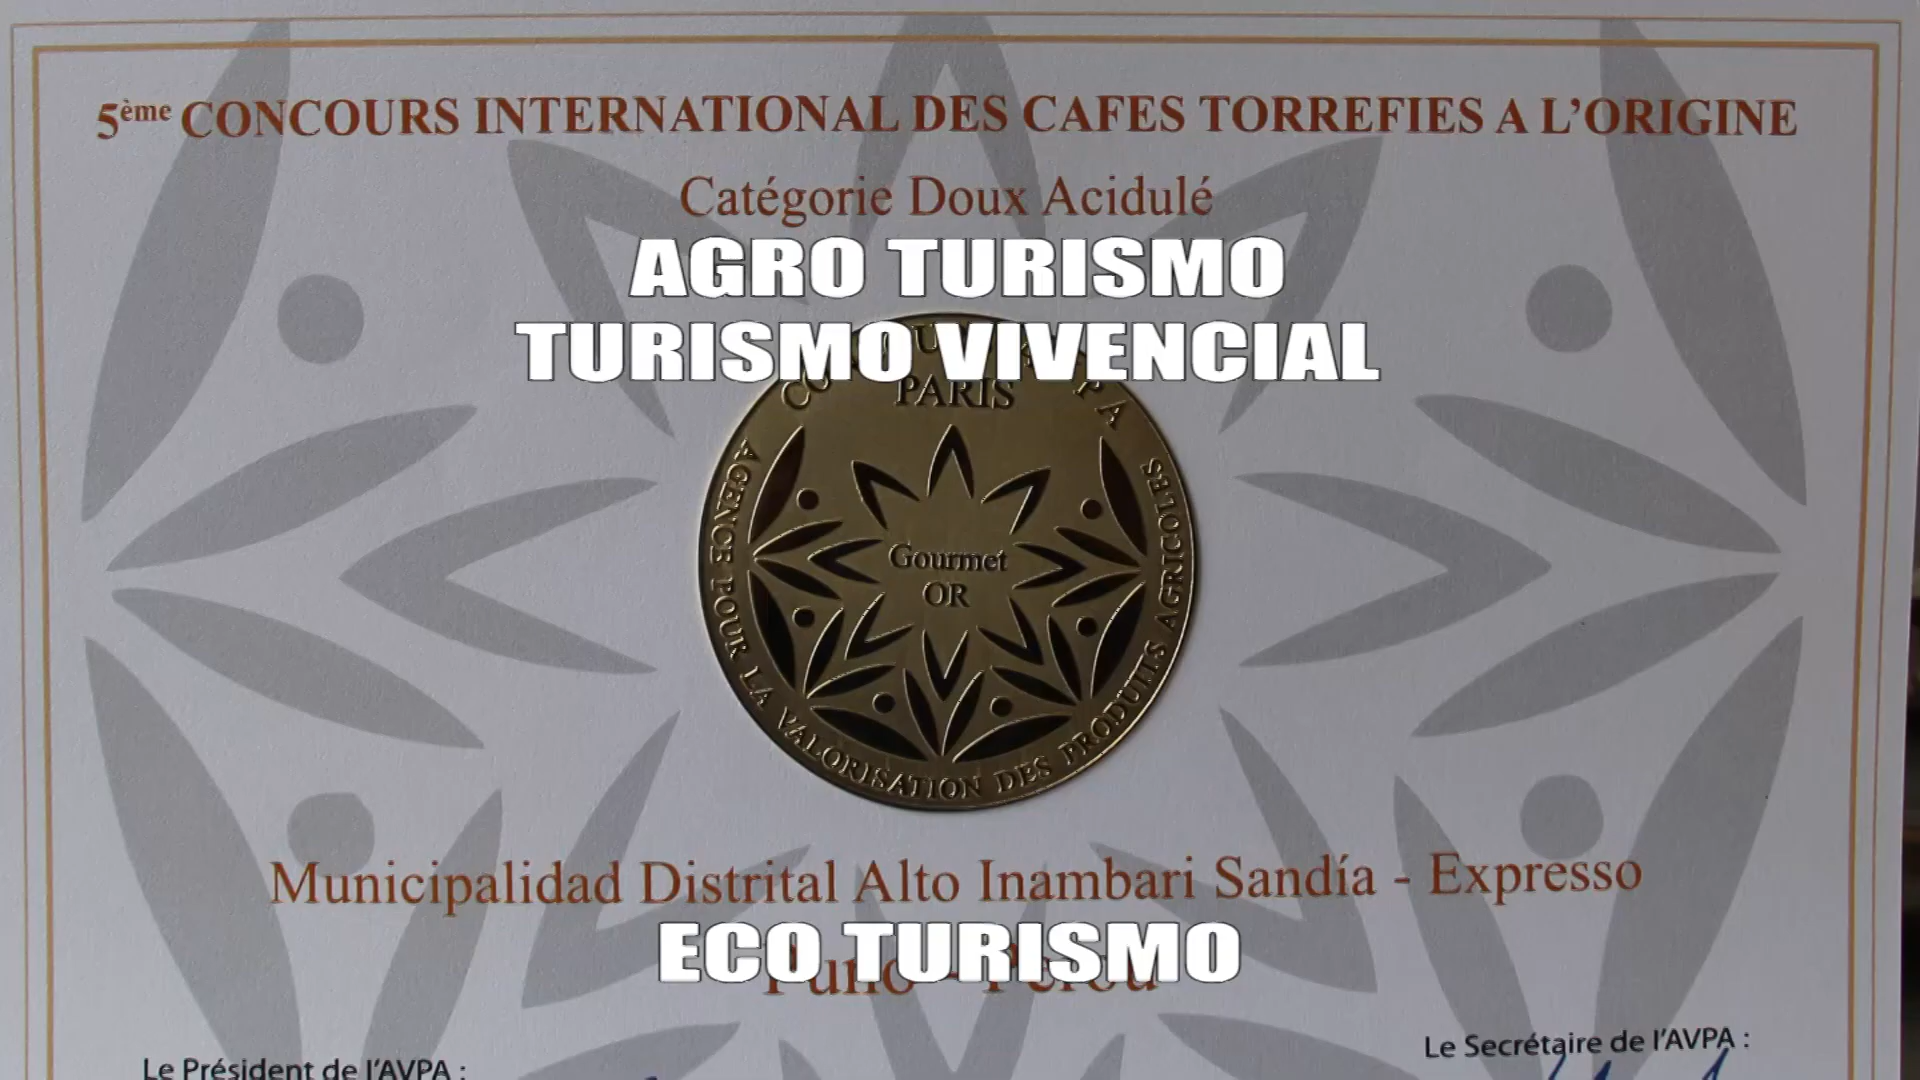 5ème CONCOURS INTERNATIONAL DES CAFES TORREFIES A L'ORIGINE
Catégorie Doux Acidulé
AGRO TURISMO
TURISMO VIVENCIAL
PARIS
Gourmet
OR
AGENCE POUR LA VALORISATION DES PRODUITS AGRICOLES
Municipalidad Distrital Alto Inambari Sandía - Expresso
ECO TURISMO
Puno - Pérou
Le Secrétaire de l'AVPA :
Le Président de l'AVPA :